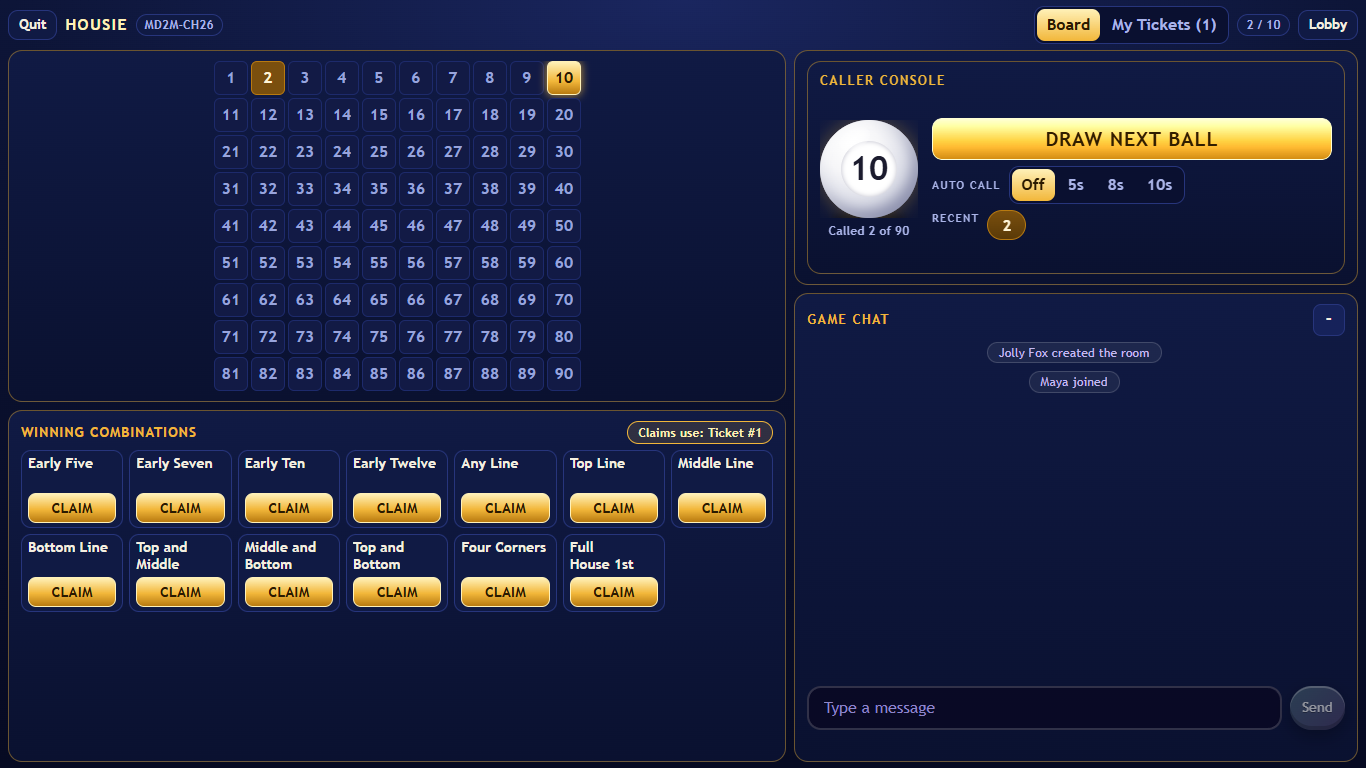 Quit HOUSIE MD2M-CH26 Board My Tickets (1) 2 / 10 Lobby
1 2 3 4 5 6 7 8 9 10
11 12 13 14 15 16 17 18 19 20
21 22 23 24 25 26 27 28 29 30
31 32 33 34 35 36 37 38 39 40
41 42 43 44 45 46 47 48 49 50
51 52 53 54 55 56 57 58 59 60
61 62 63 64 65 66 67 68 69 70
71 72 73 74 75 76 77 78 79 80
81 82 83 84 85 86 87 88 89 90
WINNING COMBINATIONS Claims use: Ticket #1
Early Five Early Seven Early Ten Early Twelve Any Line Top Line Middle Line
CLAIM CLAIM CLAIM CLAIM CLAIM CLAIM CLAIM
Bottom Line Top and Middle and Top and Four Corners Full
Middle Bottom Bottom House 1st
CLAIM CLAIM CLAIM CLAIM CLAIM CLAIM
CALLER CONSOLE
10
Called 2 of 90
DRAW NEXT BALL
AUTO CALL Off 5s 8s 10s
RECENT 2
GAME CHAT -
Jolly Fox created the room
Maya joined
Type a message Send